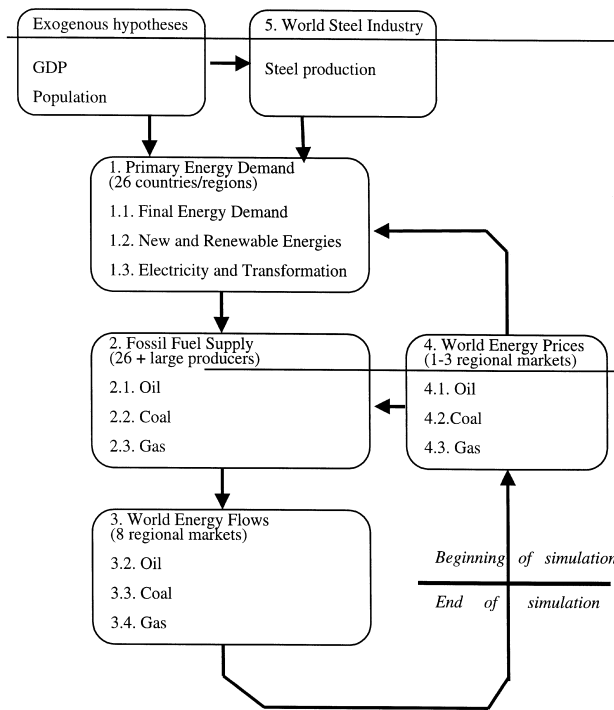 Exogenous hypotheses
GDP
Population
5. World Steel Industry
Steel production
1. Primary Energy Demand
(26 countries/regions)
1.1. Final Energy Demand
1.2. New and Renewable Energies
1.3. Electricity and Transformation
2. Fossil Fuel Supply
(26 + large producers)
2.1. Oil
2.2. Coal
2.3. Gas
4. World Energy Prices
(1-3 regional markets)
4.1. Oil
4.2.Coal
4.3. Gas
3. World Energy Flows
(8 regional markets)
3.2. Oil
3.3. Coal
3.4. Gas
Beginning of simulation
End of simulation